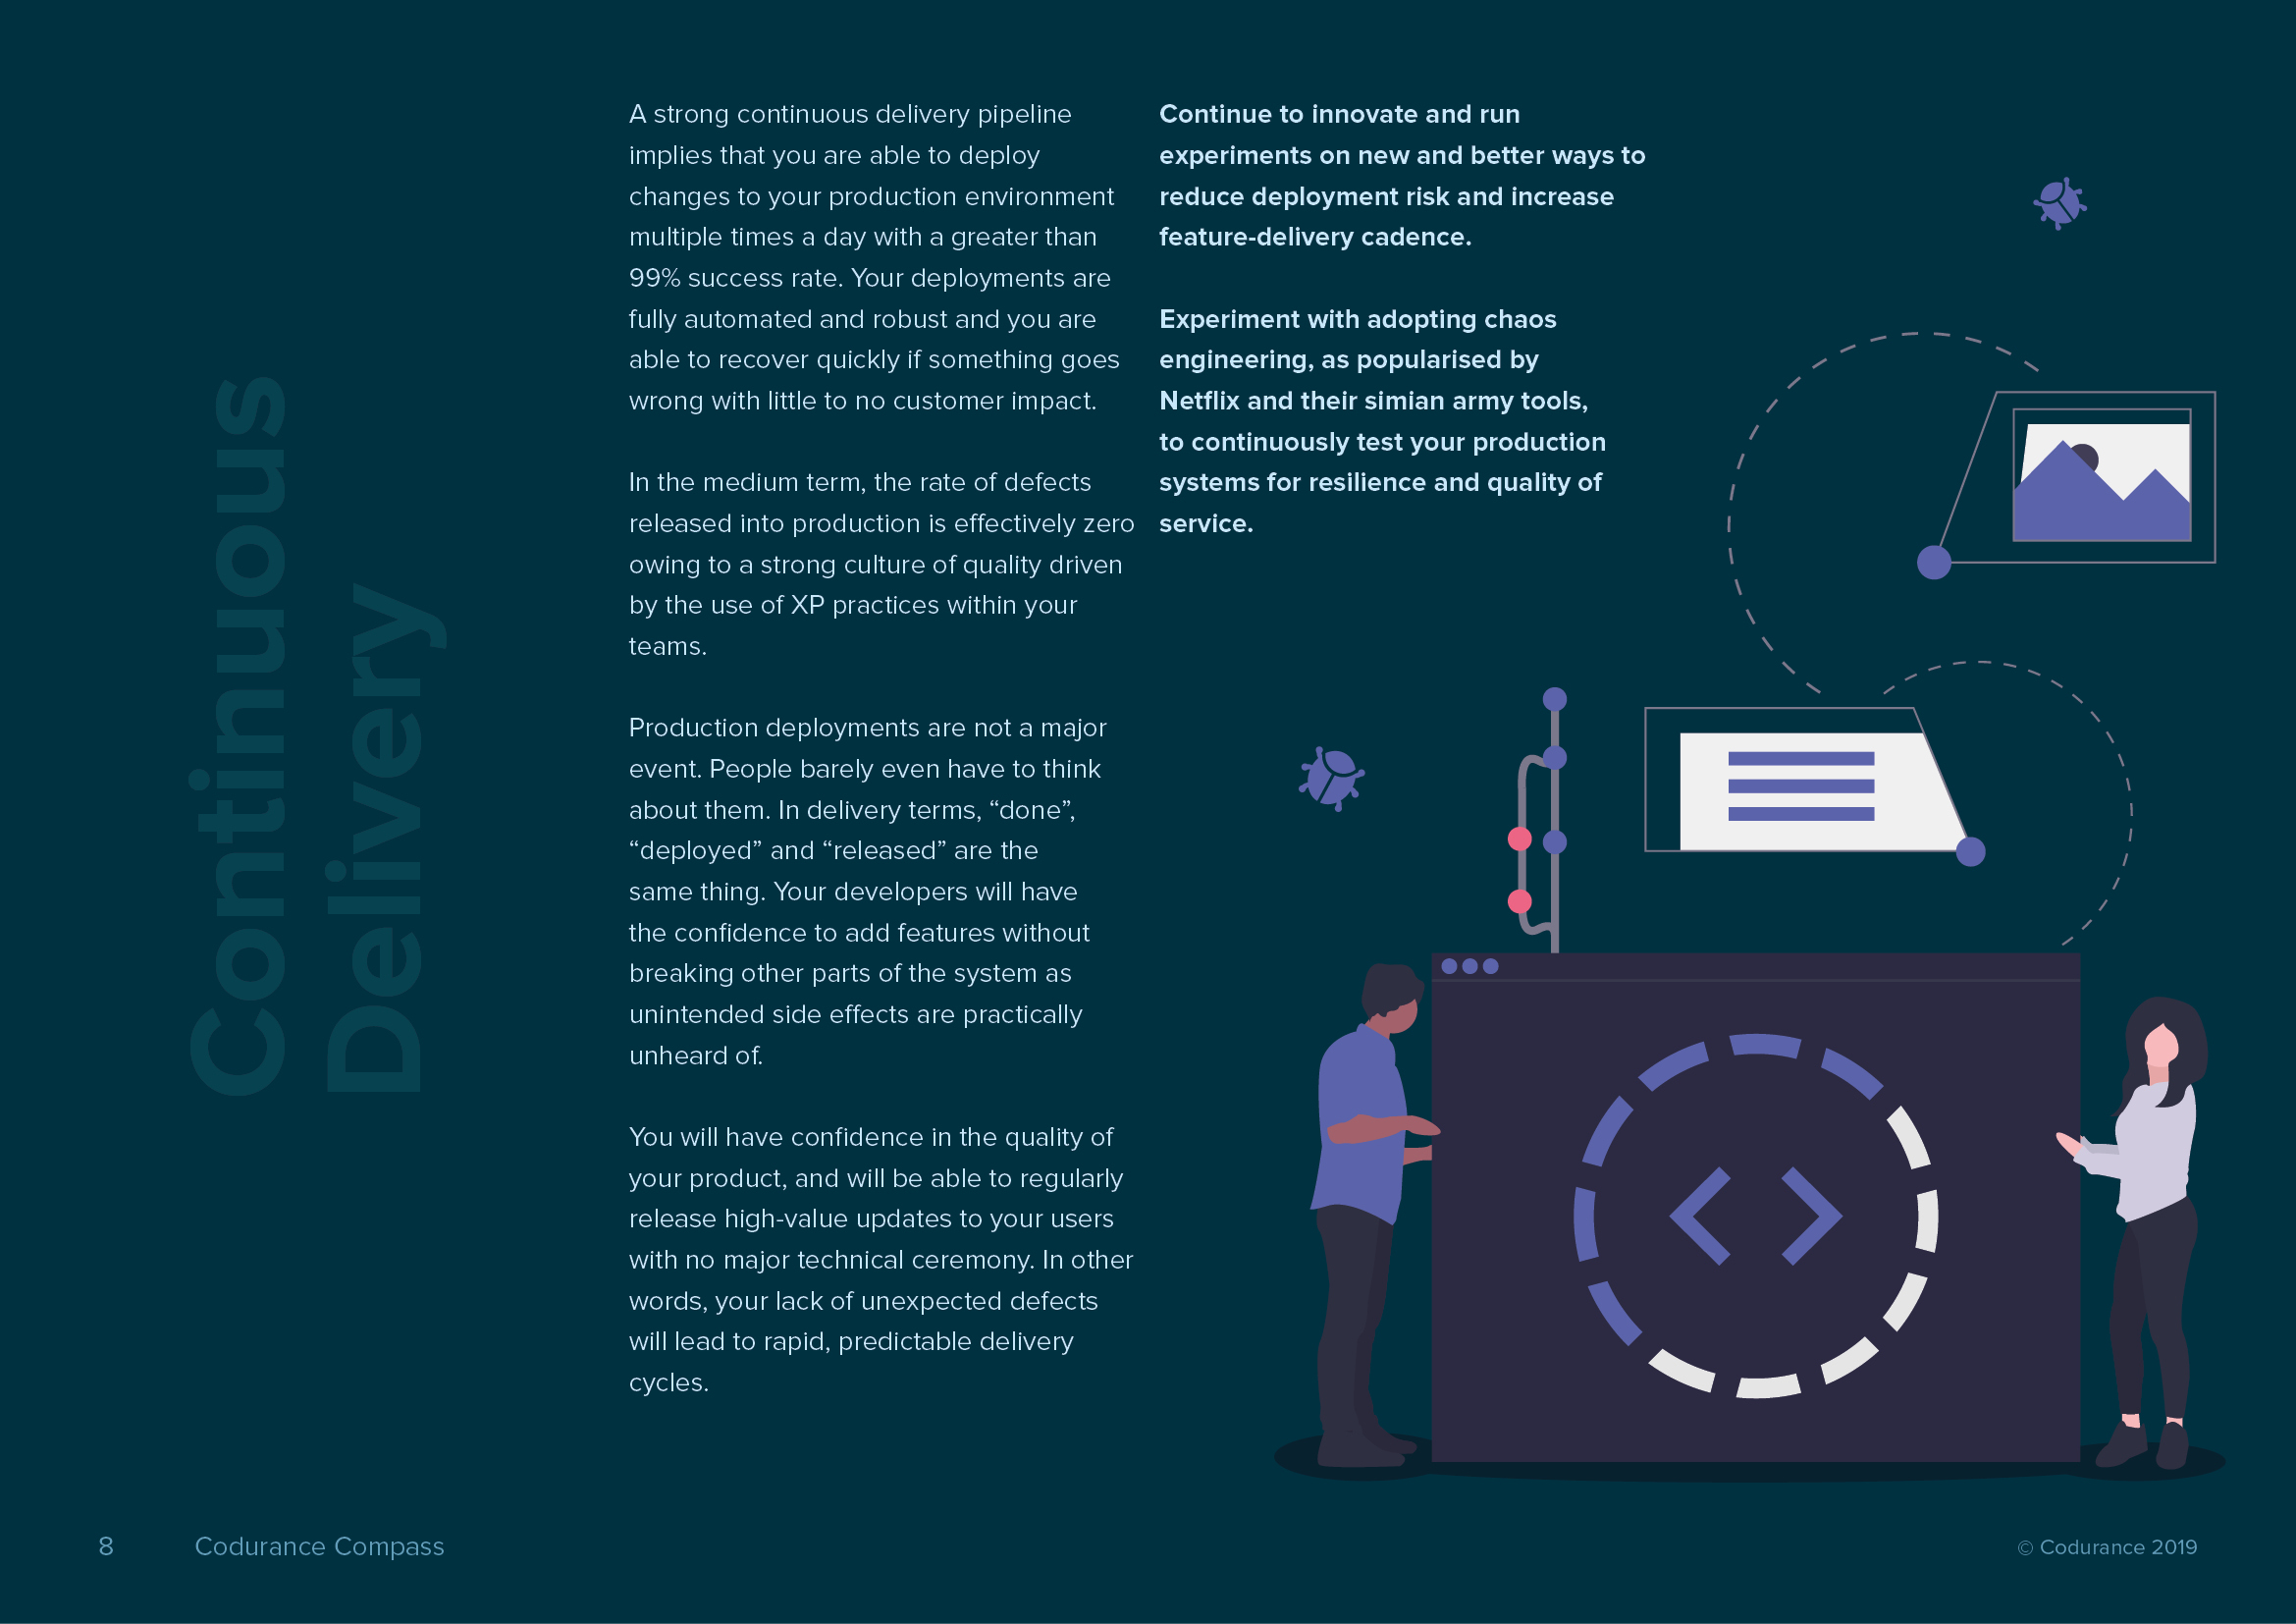 Continuous
Delivery
A strong continuous delivery pipeline
implies that you are able to deploy
changes to your production environment
multiple times a day with a greater than
99% success rate. Your deployments are
fully automated and robust and you are
able to recover quickly if something goes
wrong with little to no customer impact.
In the medium term, the rate of defects
released into production is effectively zero
owing to a strong culture of quality driven
by the use of XP practices within your
teams.
Production deployments are not a major
event. People barely even have to think
about them. In delivery terms, “done”,
“deployed” and “released” are the
same thing. Your developers will have
the confidence to add features without
breaking other parts of the system as
unintended side effects are practically
unheard of.
You will have confidence in the quality of
your product, and will be able to regularly
release high-value updates to your users
with no major technical ceremony. In other
words, your lack of unexpected defects
will lead to rapid, predictable delivery
cycles.
Continue to innovate and run
experiments on new and better ways to
reduce deployment risk and increase
feature-delivery cadence.
Experiment with adopting chaos
engineering, as popularised by
Netflix and their simian army tools,
to continuously test your production
systems for resilience and quality of
service.
8
Codurance Compass
© Codurance 2019